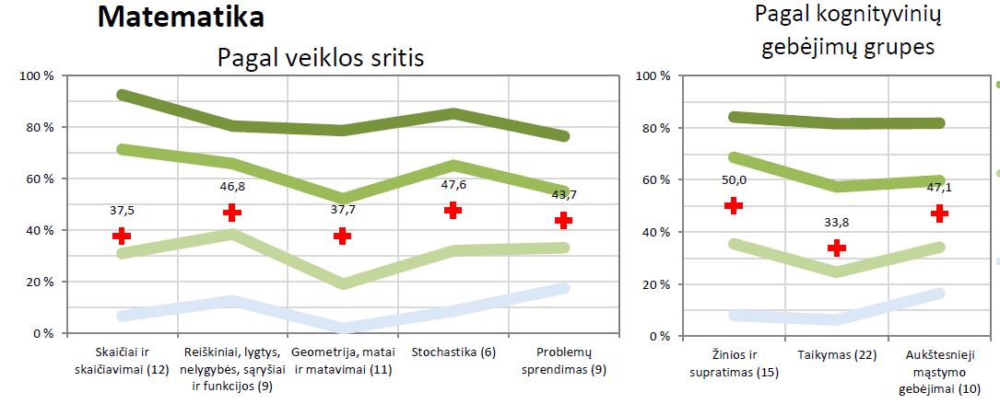 Matematika
Pagal veiklos sritis
100 %
80 %
60 %
40 %
20 %
0 %
37,5
46,8
37,7
47,6
43,7
Skaičiai ir
skaičiavimai (12)
Reiškiniai, lygtys,
nelygybės, sąryšiai
ir funkcijos (9)
Geometrija, matai
ir matavimai (11)
Stochastika (6)
Problemų
sprendimas (9)
Pagal kognityvinių
gebėjimų grupes
100 %
80 %
60 %
40 %
20 %
0 %
50,0
33,8
47,1
Žinios ir
supratimas (15)
Taikymas (22)
Aukštesnieji
mąstymo
gebėjimai (10)